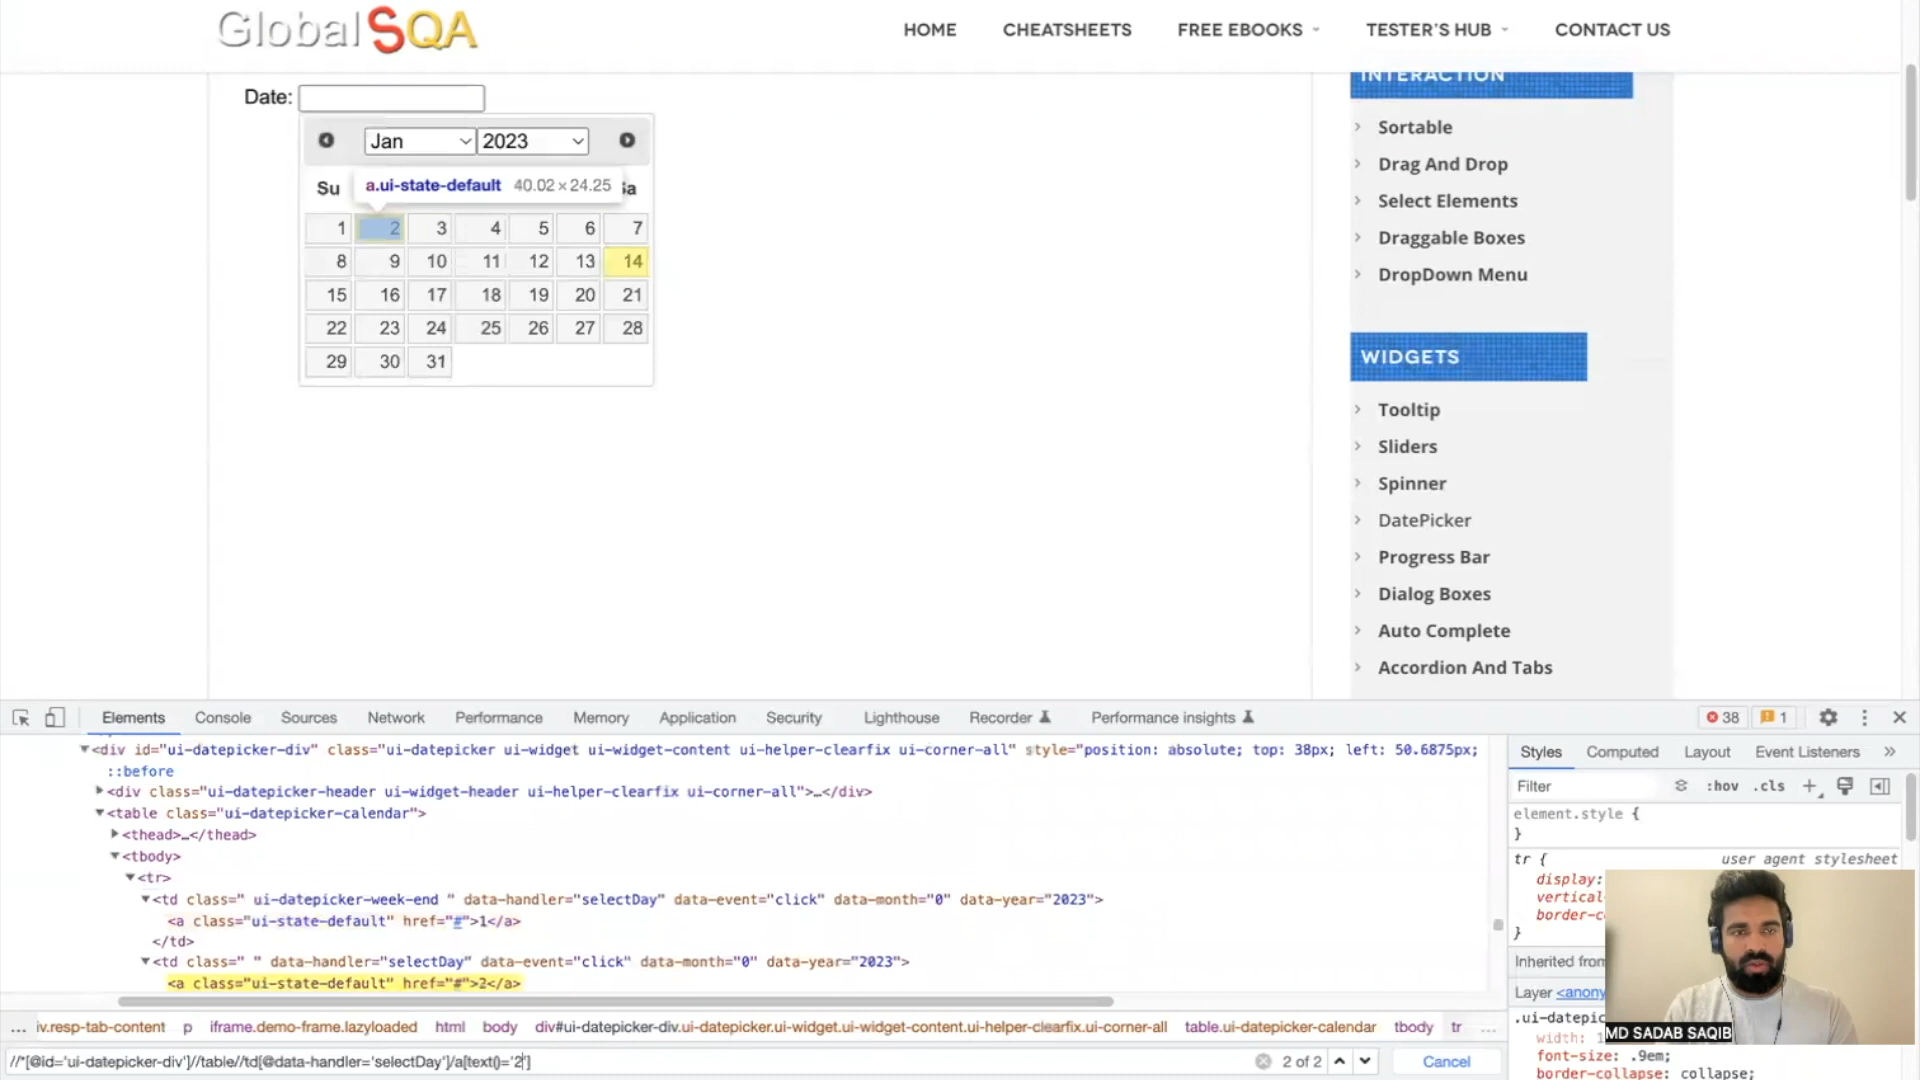 GlobalSQA
HOME CHEATSHEETS FREE EBOOKS TESTER'S HUB CONTACT US
Date:
Jan 2023
Su a.ui-state-default 40.02 × 24.25
1 2 3 4 5 6 7
8 9 10 11 12 13 14
15 16 17 18 19 20 21
22 23 24 25 26 27 28
29 30 31
INTERACTION
Sortable
Drag And Drop
Select Elements
Draggable Boxes
DropDown Menu
WIDGETS
Tooltip
Sliders
Spinner
DatePicker
Progress Bar
Dialog Boxes
Auto Complete
Accordion And Tabs
Elements Console Sources Network Performance Memory Application Security Lighthouse Recorder Performance insights 38 1
<div id="ui-datepicker-div" class="ui-datepicker ui-widget ui-widget-content ui-helper-clearfix ui-corner-all" style="position: absolute; top: 38px; left: 50.6875px;
::before
<div class="ui-datepicker-header ui-widget-header ui-helper-clearfix ui-corner-all">…</div>
<table class="ui-datepicker-calendar">
<thead>…</thead>
<tbody>
<tr>
<td class=" ui-datepicker-week-end " data-handler="selectDay" data-event="click" data-month="0" data-year="2023">
<a class="ui-state-default" href="#">1</a>
</td>
<td class=" " data-handler="selectDay" data-event="click" data-month="0" data-year="2023">
<a class="ui-state-default" href="#">2</a>
... iv.resp-tab-content p iframe.demo-frame.lazyloaded html body div#ui-datepicker-div.ui-datepicker.ui-widget.ui-widget-content.ui-helper-clearfix.ui-corner-all table.ui-datepicker-calendar tbody tr ...
//*[@id='ui-datepicker-div']//table//td[@data-handler='selectDay']/a[text()='2'] 2 of 2 Cancel
Styles Computed Layout Event Listeners »
Filter :hov .cls +
element.style {
}
tr { user agent stylesheet
display:
vertical-
border-c
}
Inherited from
Layer <anony
.ui-datepic
width: 1
font-size: .9em;
border-collapse: collapse;
MD SADAB SAQIB